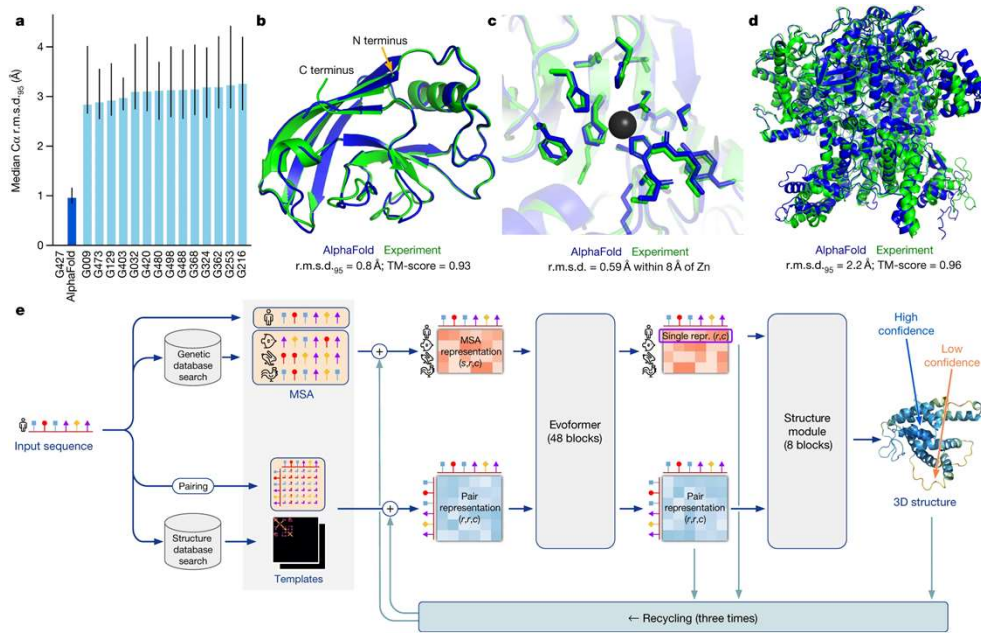 a
Median Cα r.m.s.d.95 (Å)
4
3
2
1
0
G427
AlphaFold
G009
G473
G129
G403
G032
G420
G480
G498
G488
G368
G324
G362
G253
G216
b
N terminus
C terminus
AlphaFold Experiment
r.m.s.d.95 = 0.8 Å; TM-score = 0.93
c
AlphaFold Experiment
r.m.s.d. = 0.59 Å within 8 Å of Zn
d
AlphaFold Experiment
r.m.s.d.95 = 2.2 Å; TM-score = 0.96
e
Input sequence
Genetic
database
search
MSA
Pairing
Structure
database
search
Templates
+
+
MSA
representation
(s,r,c)
Pair
representation
(r,r,c)
Evoformer
(48 blocks)
Single repr. (r,c)
Pair
representation
(r,r,c)
Structure
module
(8 blocks)
High
confidence
Low
confidence
3D structure
← Recycling (three times)